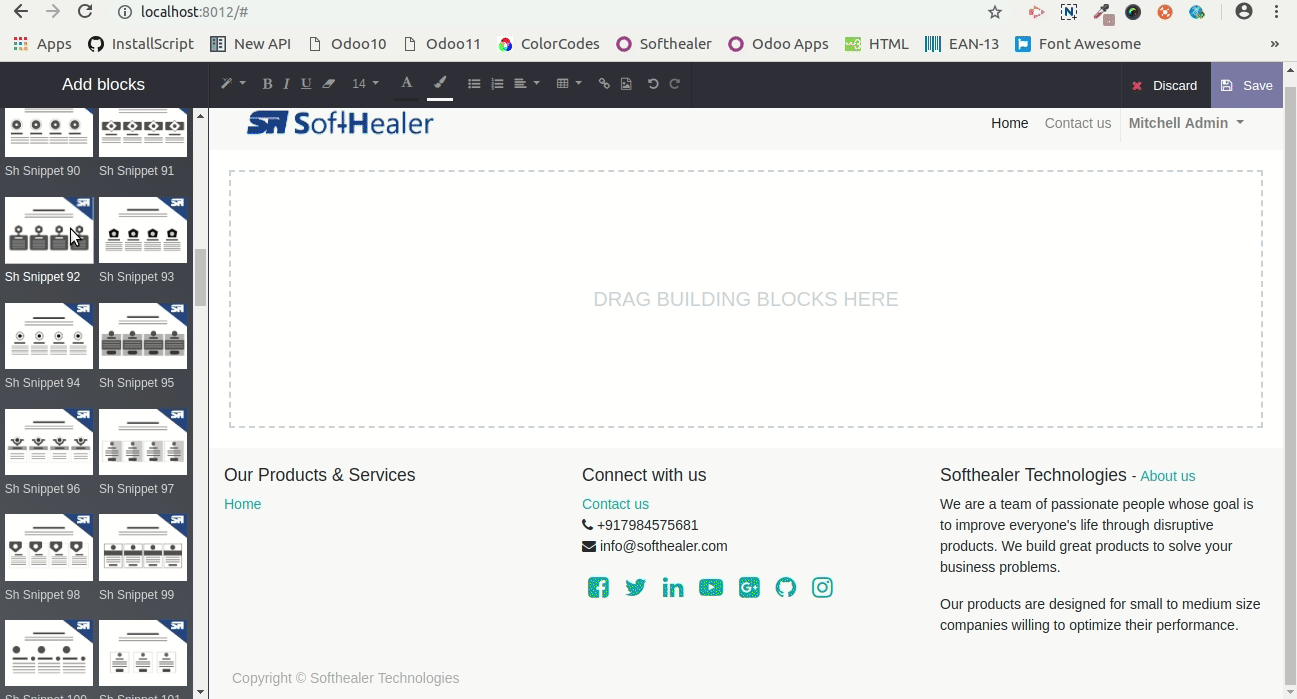 localhost:8012/#
Apps InstallScript New API Odoo10 Odoo11 ColorCodes Softhealer Odoo Apps HTML EAN-13 Font Awesome »
Add blocks B I U 14 A Discard Save
SoftHealer
Home Contact us Mitchell Admin
Sh Snippet 90 Sh Snippet 91
Sh Snippet 92 Sh Snippet 93
Sh Snippet 94 Sh Snippet 95
Sh Snippet 96 Sh Snippet 97
Sh Snippet 98 Sh Snippet 99
Sh Snippet 100 Sh Snippet 101
DRAG BUILDING BLOCKS HERE
Our Products & Services
Home
Connect with us
Contact us
+917984575681
info@softhealer.com
Softhealer Technologies - About us
We are a team of passionate people whose goal is
to improve everyone's life through disruptive
products. We build great products to solve your
business problems.
Our products are designed for small to medium size
companies willing to optimize their performance.
Copyright © Softhealer Technologies